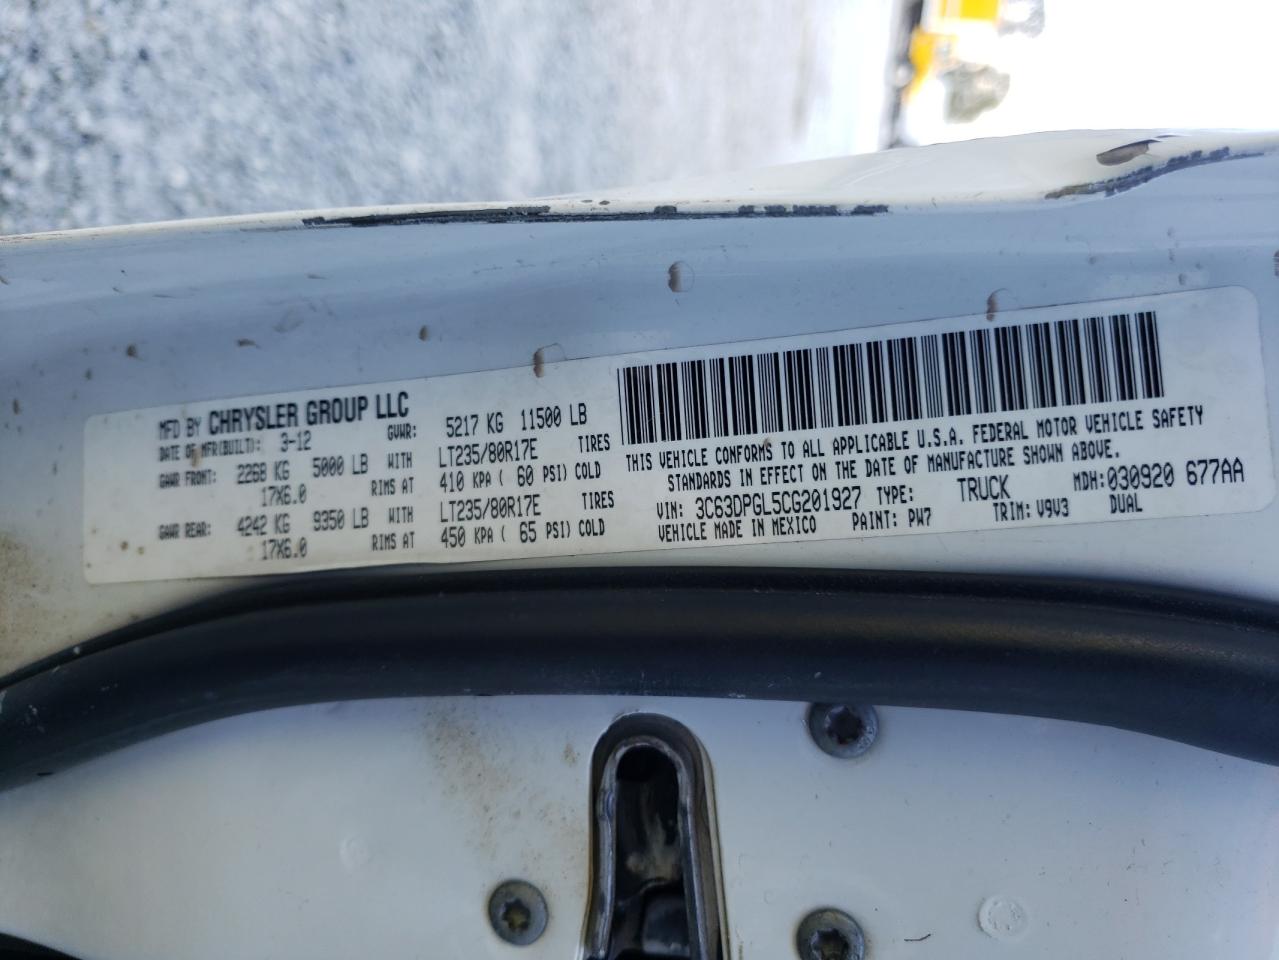 MFD BY CHRYSLER GROUP LLC
DATE OF MFR(BUILT): 3-12 GVWR: 5217 KG 11500 LB
GAWR FRONT: 2268 KG 5000 LB WITH LT235/80R17E TIRES
17X6.0 RIMS AT 410 KPA ( 60 PSI) COLD
GAWR REAR: 4242 KG 9350 LB WITH LT235/80R17E TIRES
17X6.0 RIMS AT 450 KPA ( 65 PSI) COLD
THIS VEHICLE CONFORMS TO ALL APPLICABLE U.S.A. FEDERAL MOTOR VEHICLE SAFETY
STANDARDS IN EFFECT ON THE DATE OF MANUFACTURE SHOWN ABOVE.
MDH:030920 677AA
VIN: 3C63DPGL5CG201927 TYPE: TRUCK DUAL
VEHICLE MADE IN MEXICO PAINT: PW7 TRIM: V9V3